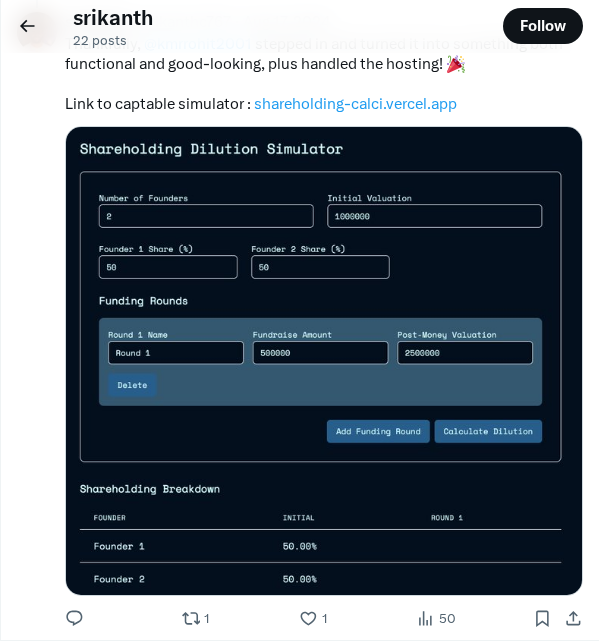 srikanth
22 posts
Follow
stepped in and turned it into something both
functional and good-looking, plus handled the hosting! 🎉
Link to captable simulator : shareholding-calci.vercel.app
Shareholding Dilution Simulator
Number of Founders Initial Valuation
2 1000000
Founder 1 Share (%) Founder 2 Share (%)
50 50
Funding Rounds
Round 1 Name Fundraise Amount Post-Money Valuation
Round 1 500000 2500000
Delete
Add Funding Round Calculate Dilution
Shareholding Breakdown
FOUNDER INITIAL ROUND 1
Founder 1 50.00%
Founder 2 50.00%
1 1 50